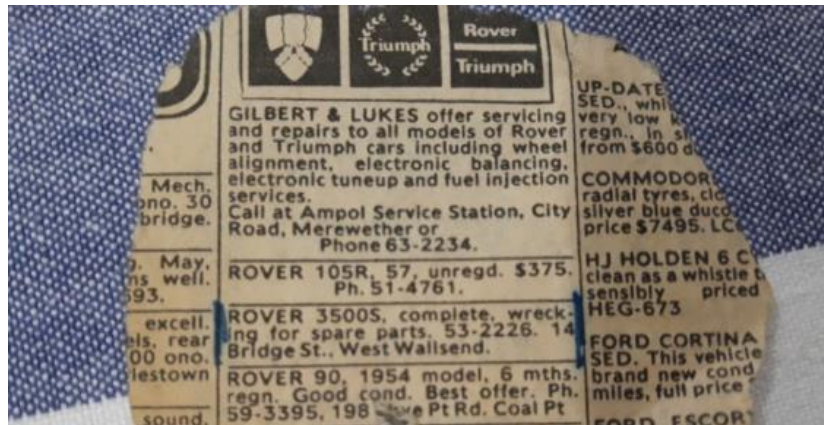 Triumph
Rover
Triumph
Mech.
ono. 30
bridge.
May,
well.
593.
excell.
rear
00 ono.
sound.
GILBERT & LUKES offer servicing
and repairs to all models of Rover
and Triumph cars including wheel
alignment, electronic balancing,
electronic tuneup and fuel injection
services.
Call at Ampol Service Station, City
Road, Merewether or
Phone 63-2234.
ROVER 105R, 57, unregd. $375.
Ph. 51-4761.
ROVER 3500S, complete, wreck-
ing for spare parts. 53-2226. 14
Bridge St., West Wallsend.
ROVER 90, 1954 model, 6 mths.
regn. Good cond. Best offer. Ph.
59-3395, 198 Pt Rd. Coal Pt
UP-DATE
SED., whi
very low
regn., in
from $600
COMMODOR
radial tyres,
silver blue duco
price $7495.
HJ HOLDEN 6
clean as a whistle
sensibly priced
HEG-673
FORD CORTINA
SED. This vehicle
brand new cond
miles, full price
FORD ESCORT